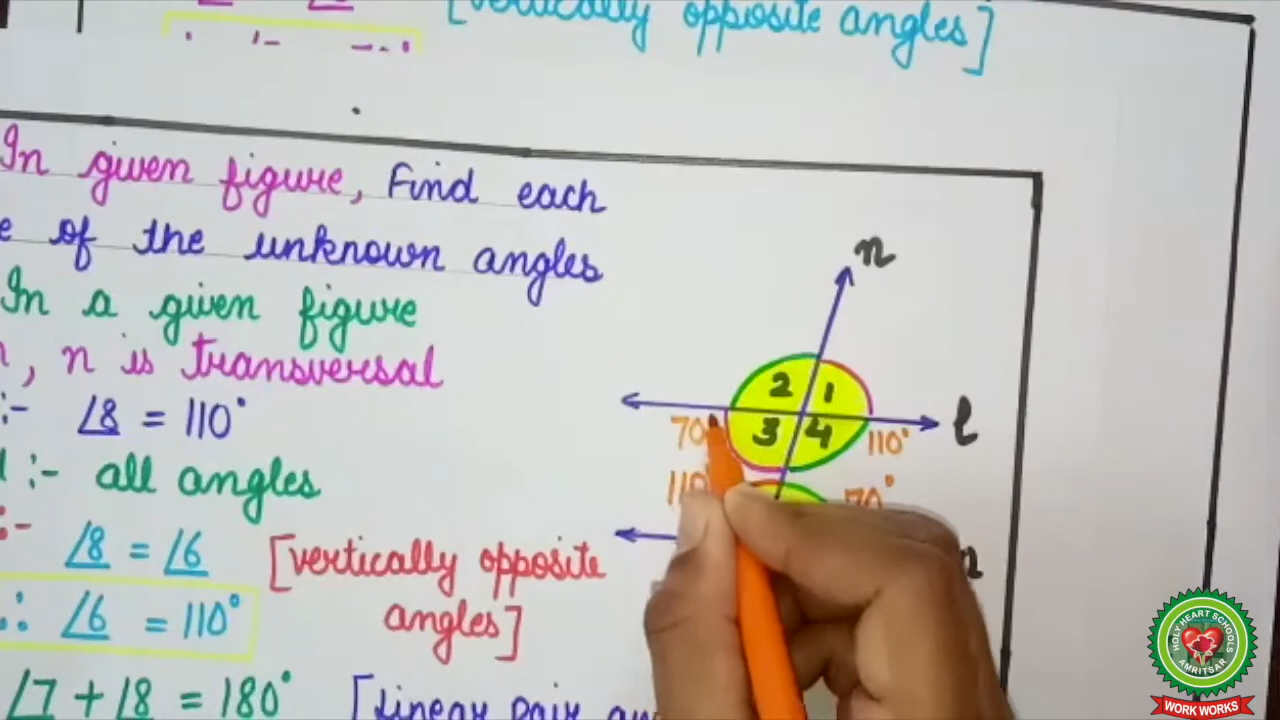 [vertically opposite angles]
In given figure, Find each
of the unknown angles
In a given figure
, n is transversal
:- ∠8 = 110°
:- all angles
:- ∠8 = ∠6 [vertically opposite
angles]
∴ ∠6 = 110°
∠7 + ∠8 = 180° [Linear pair
n
2 1
l
3 4
70
110°
110
70°
HOLY HEART SCHOOLS
AMRITSAR
WORK WORKS